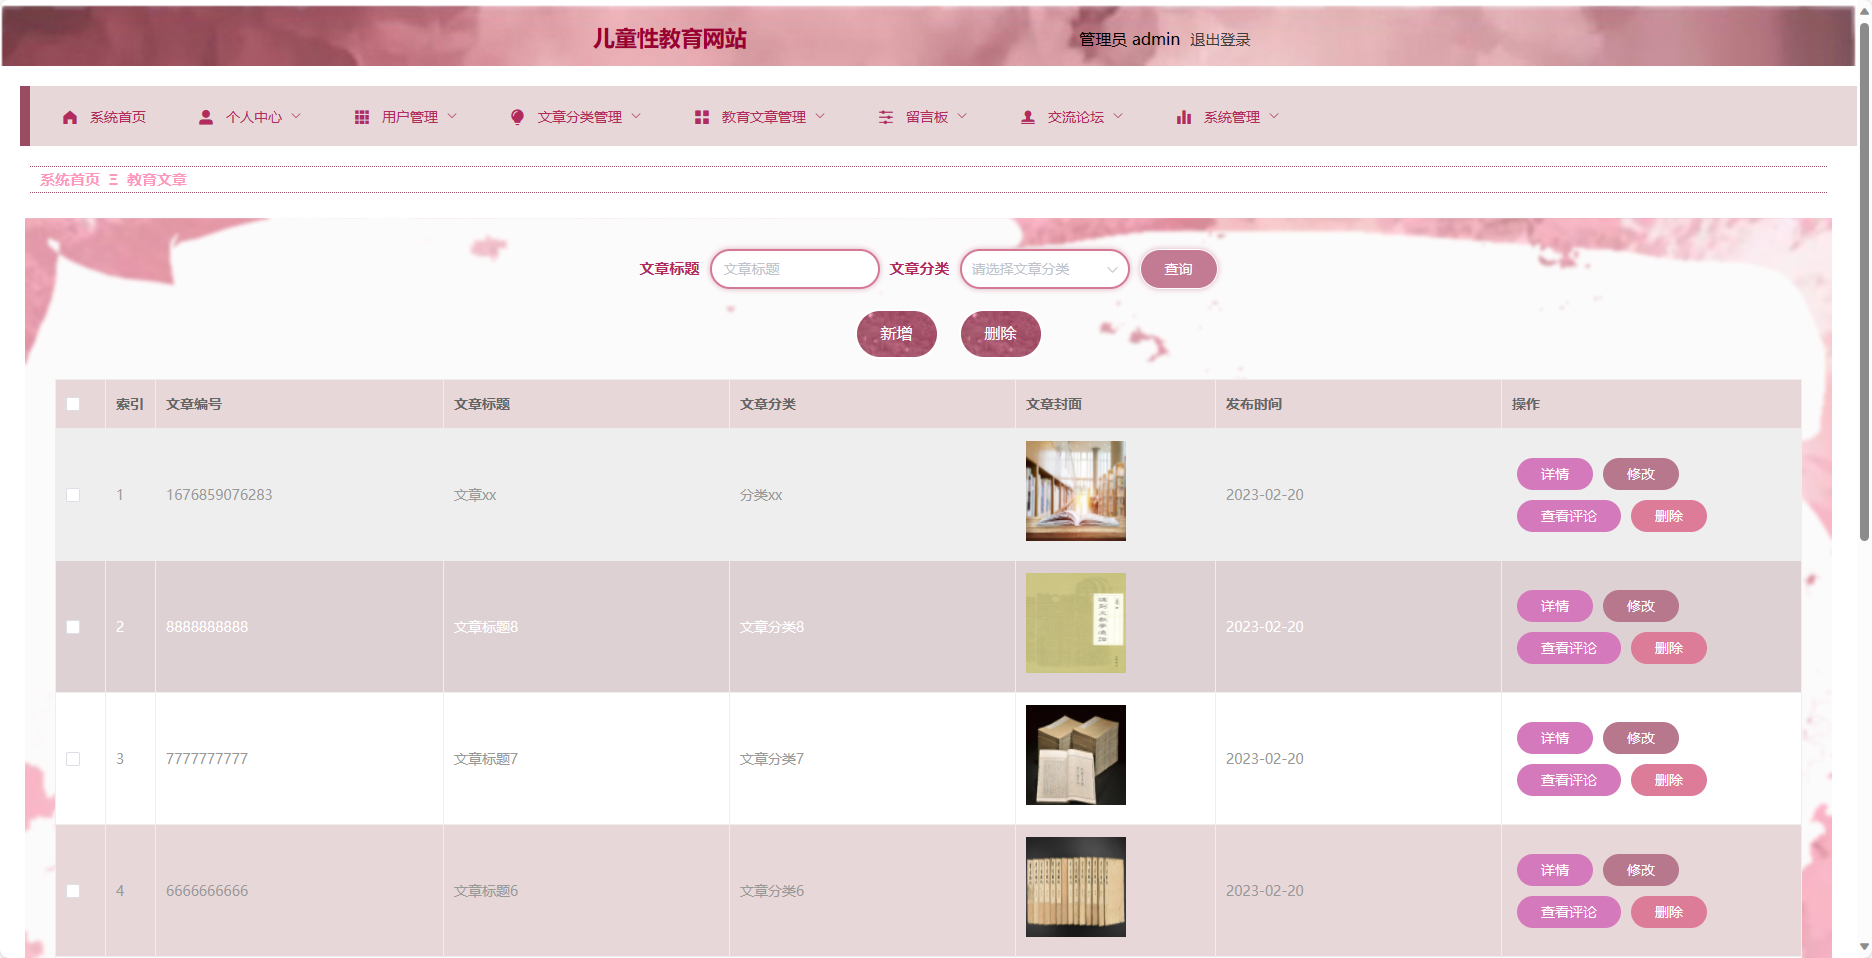 儿童性教育网站
管理员 admin 退出登录
系统首页 个人中心 用户管理 文章分类管理 教育文章管理 留言板 交流论坛 系统管理
系统首页 Ξ 教育文章
文章标题 文章标题 文章分类 请选择文章分类 查询
新增 删除
索引 文章编号 文章标题 文章分类 文章封面 发布时间 操作
详情 修改
1 1676859076283 文章xx 分类xx 2023-02-20
查看评论 删除
详情 修改
2 8888888888 文章标题8 文章分类8 2023-02-20
查看评论 删除
详情 修改
3 7777777777 文章标题7 文章分类7 2023-02-20
查看评论 删除
详情 修改
4 6666666666 文章标题6 文章分类6 2023-02-20
查看评论 删除